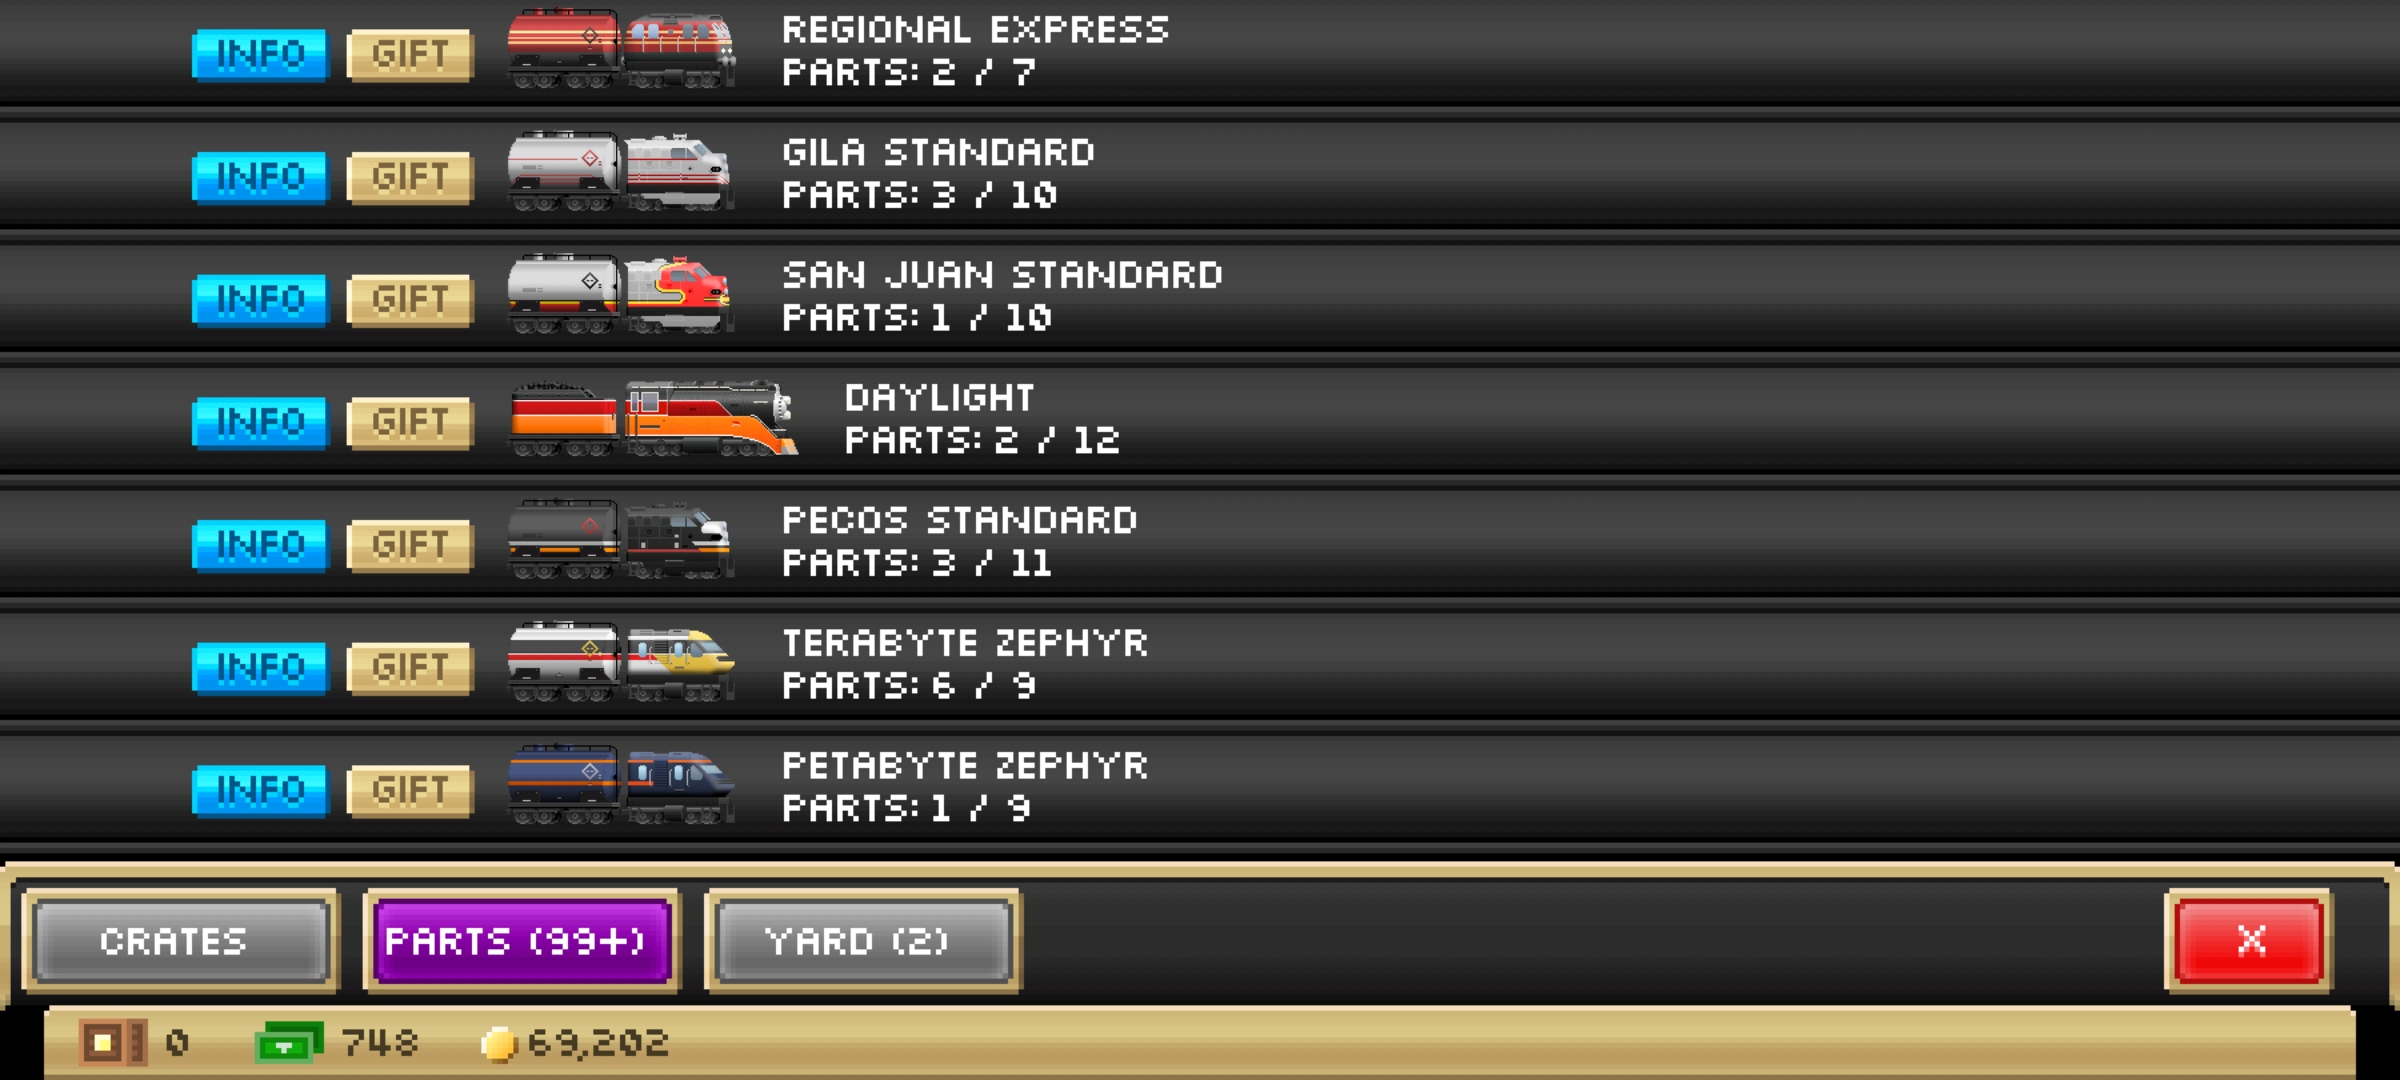 INFO GIFT REGIONAL EXPRESS
PARTS: 2 / 7
INFO GIFT GILA STANDARD
PARTS: 3 / 10
INFO GIFT SAN JUAN STANDARD
PARTS: 1 / 10
INFO GIFT DAYLIGHT
PARTS: 2 / 12
INFO GIFT PECOS STANDARD
PARTS: 3 / 11
INFO GIFT TERABYTE ZEPHYR
PARTS: 6 / 9
INFO GIFT PETABYTE ZEPHYR
PARTS: 1 / 9
CRATES PARTS (99+) YARD (2) X
0 748 69,202